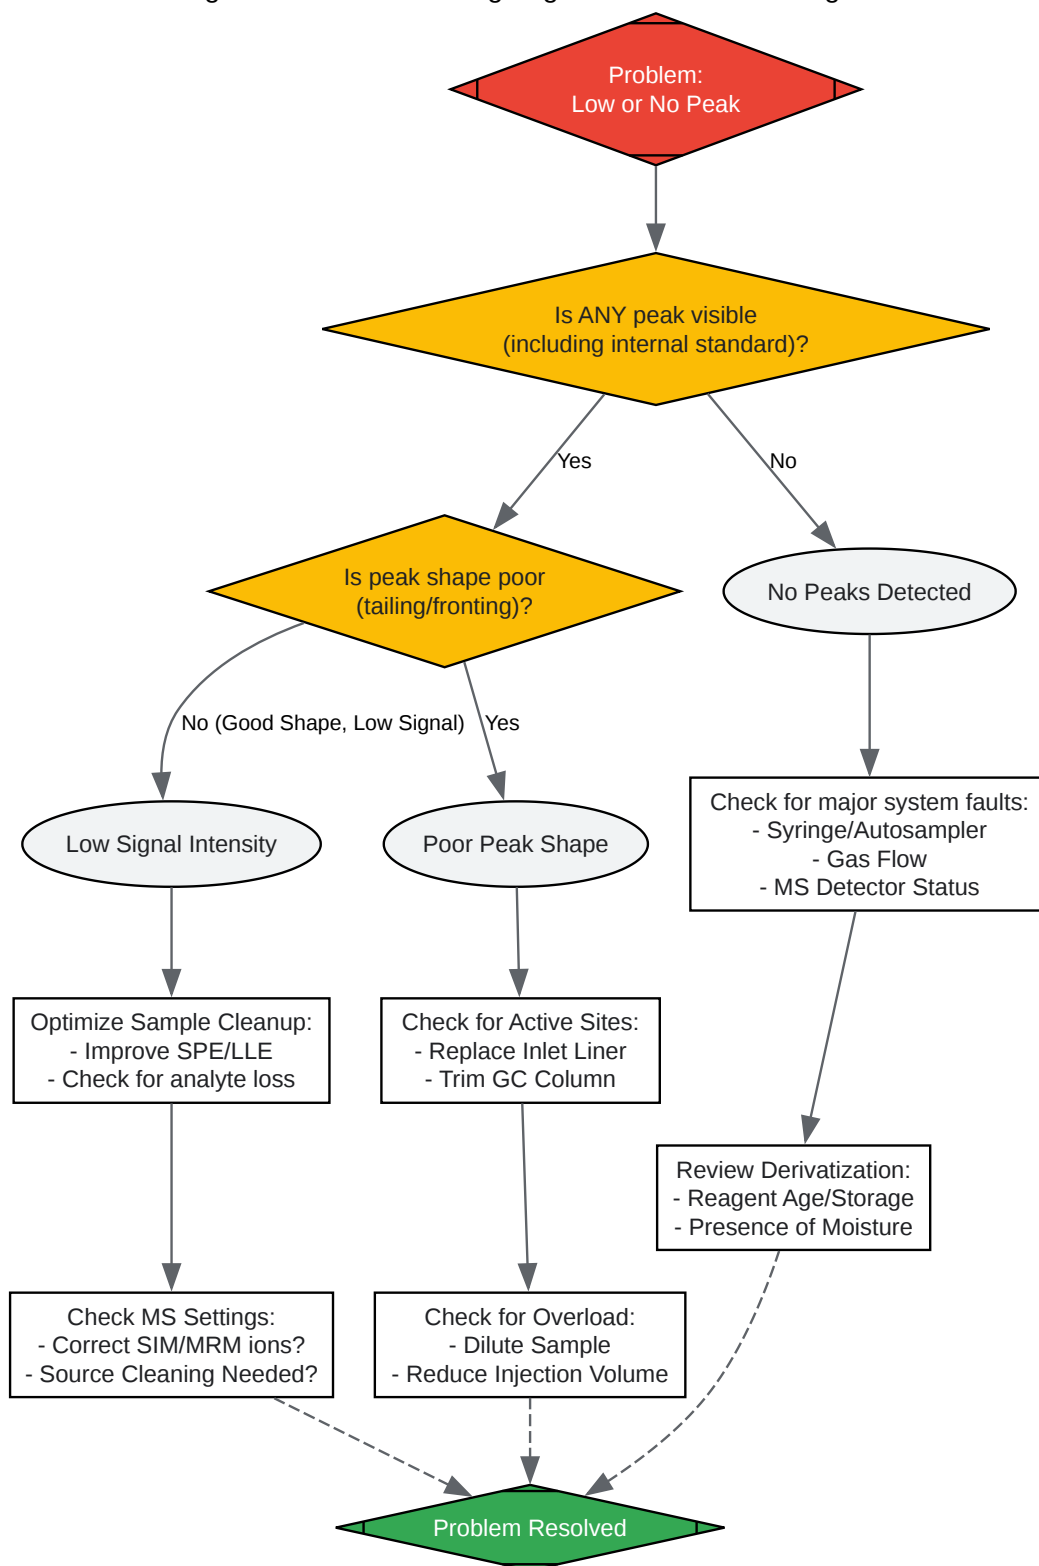 Problem:
Low or No Peak
Is ANY peak visible
(including internal standard)?
Yes
No
Is peak shape poor
(tailing/fronting)?
No Peaks Detected
No (Good Shape, Low Signal)
Yes
Low Signal Intensity
Poor Peak Shape
Check for major system faults:
- Syringe/Autosampler
- Gas Flow
- MS Detector Status
Optimize Sample Cleanup:
- Improve SPE/LLE
- Check for analyte loss
Check for Active Sites:
- Replace Inlet Liner
- Trim GC Column
Review Derivatization:
- Reagent Age/Storage
- Presence of Moisture
Check MS Settings:
- Correct SIM/MRM ions?
- Source Cleaning Needed?
Check for Overload:
- Dilute Sample
- Reduce Injection Volume
Problem Resolved